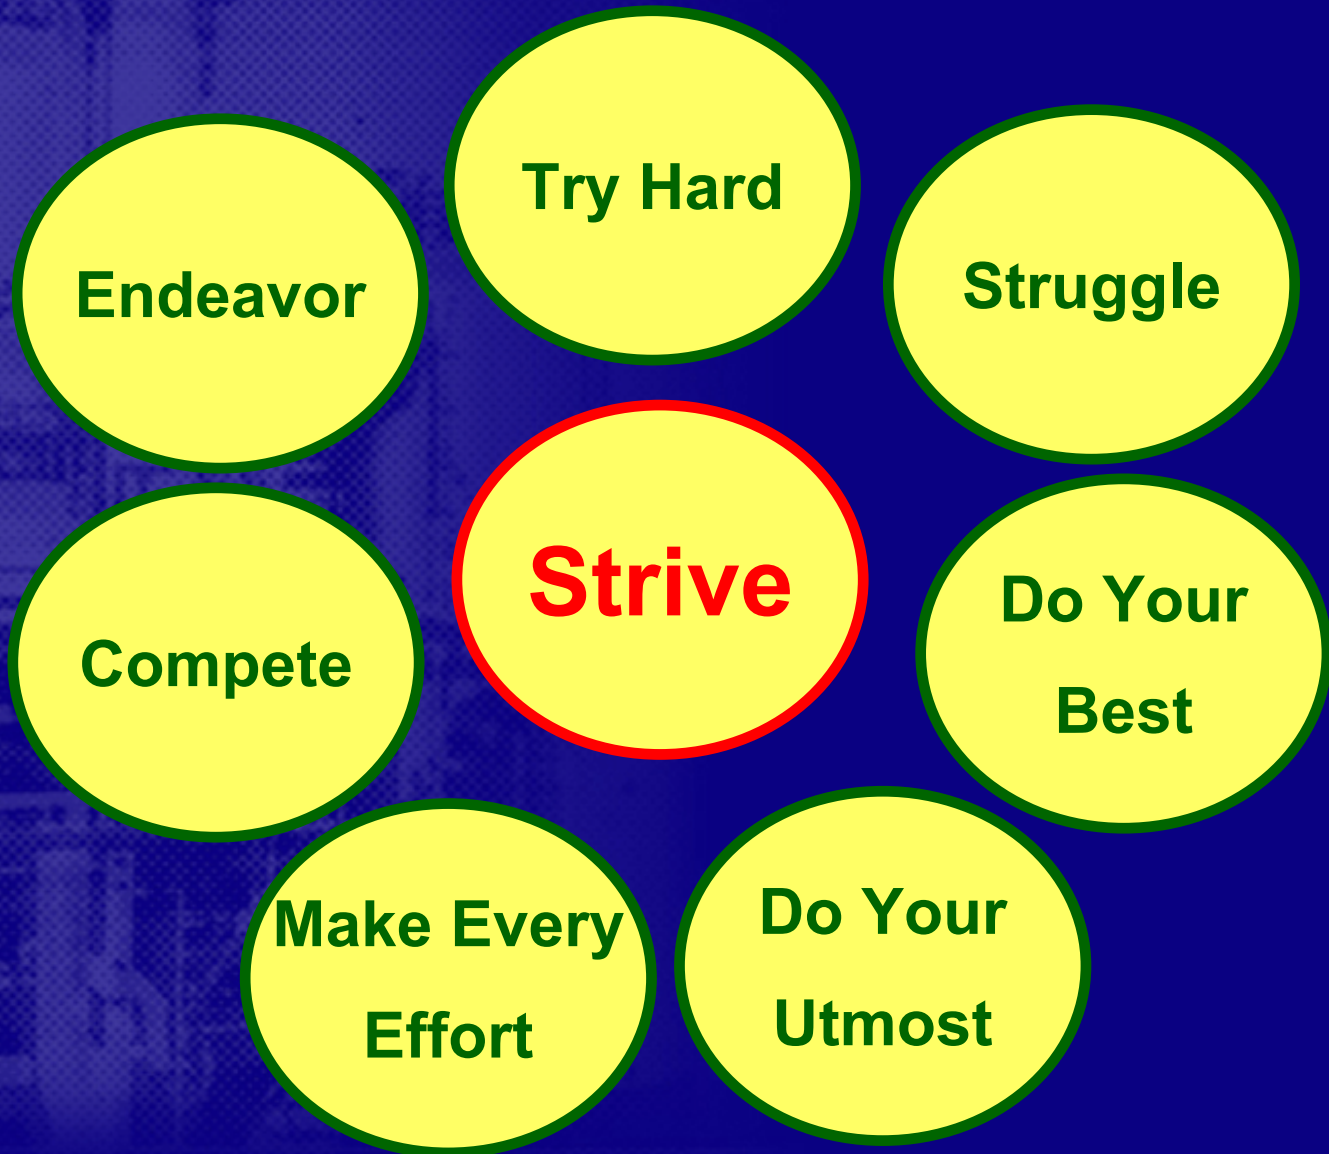 Try Hard
Endeavor
Struggle
Strive
Do Your
Best
Compete
Make Every
Effort
Do Your
Utmost